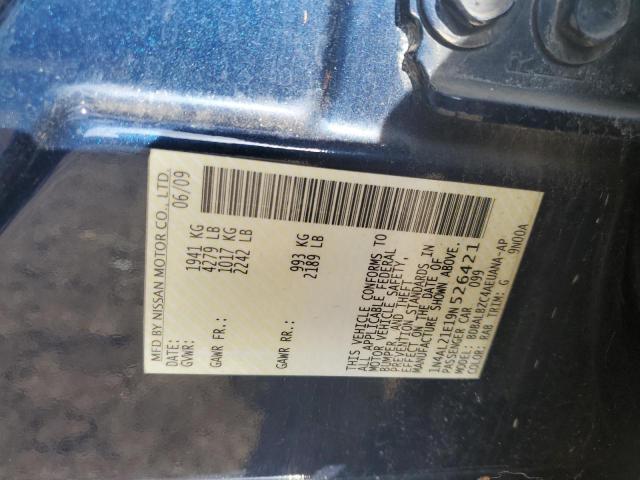 MFD BY NISSAN MOTOR CO., LTD.
DATE: 06/09
GVWR: 1941 KG
4279 LB
GAWR FR.: 1017 KG
2242 LB
GAWR RR.: 993 KG
2189 LB
THIS VEHICLE CONFORMS TO
ALL APPLICABLE FEDERAL
MOTOR VEHICLE SAFETY,
BUMPER, AND THEFT
PREVENTION STANDARDS IN
EFFECT ON THE DATE OF
MANUFACTURE SHOWN ABOVE.
1N4AL21E19N526421
PASSENGER CAR 099
MODEL: BDBALBZCAEUANA-AP
COLOR: RAB TRIM: G 9N00A